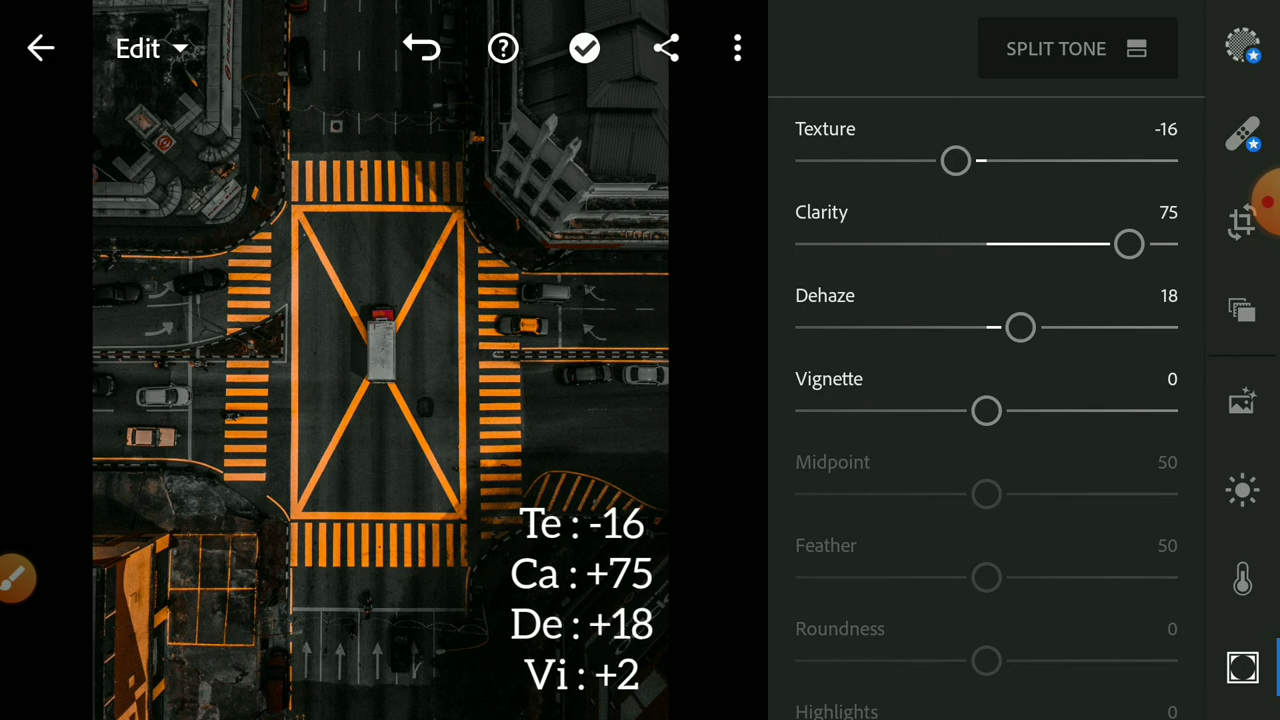 Edit
SPLIT TONE
Texture -16
Clarity 75
Dehaze 18
Vignette 0
Midpoint 50
Feather 50
Roundness 0
Highlights 0
Te : -16
Ca : +75
De : +18
Vi : +2